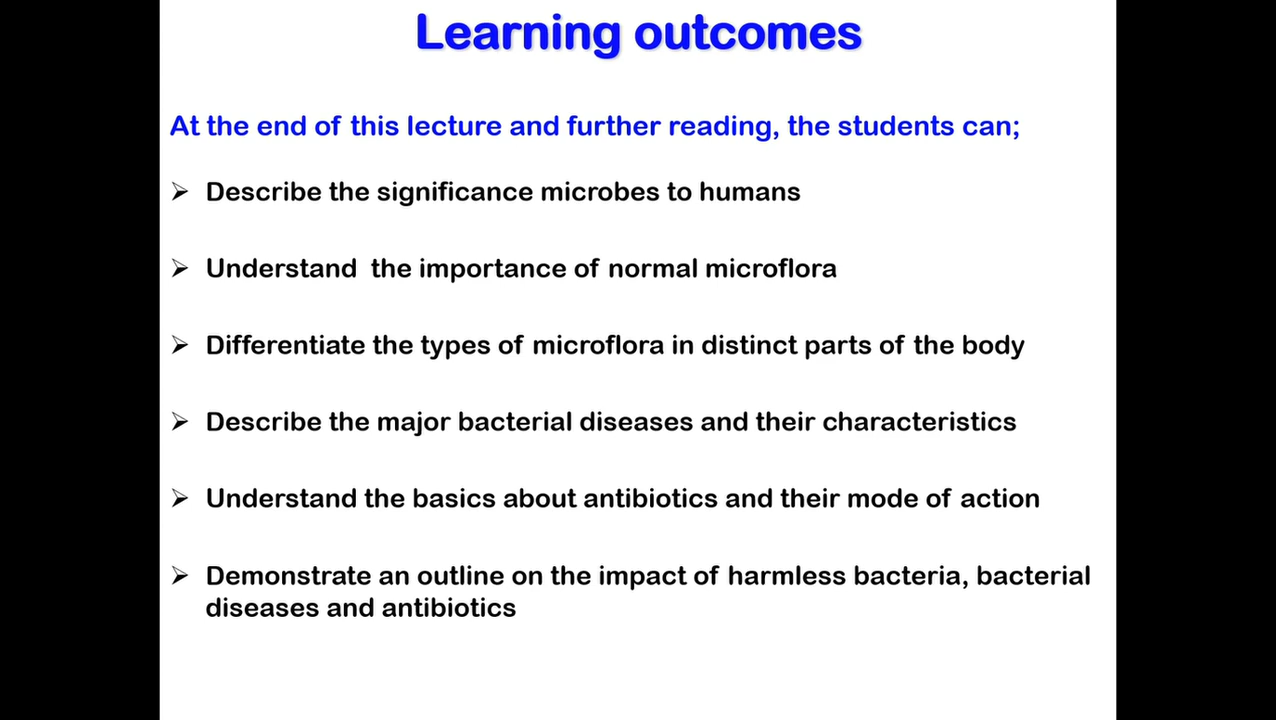 Learning outcomes
At the end of this lecture and further reading, the students can;
➢ Describe the significance microbes to humans
➢ Understand  the importance of normal microflora
➢ Differentiate the types of microflora in distinct parts of the body
➢ Describe the major bacterial diseases and their characteristics
➢ Understand the basics about antibiotics and their mode of action
➢ Demonstrate an outline on the impact of harmless bacteria, bacterial
diseases and antibiotics